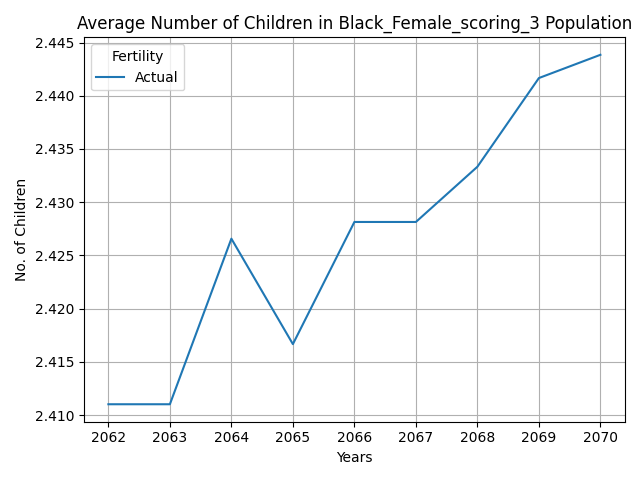 Average Number of Children in Black_Female_scoring_3 Population
2.445
Fertility
Actual
2.440
2.435
2.430
2.425
2.420
2.415
2.410
No. of Children
2062 2063 2064 2065 2066 2067 2068 2069 2070
Years